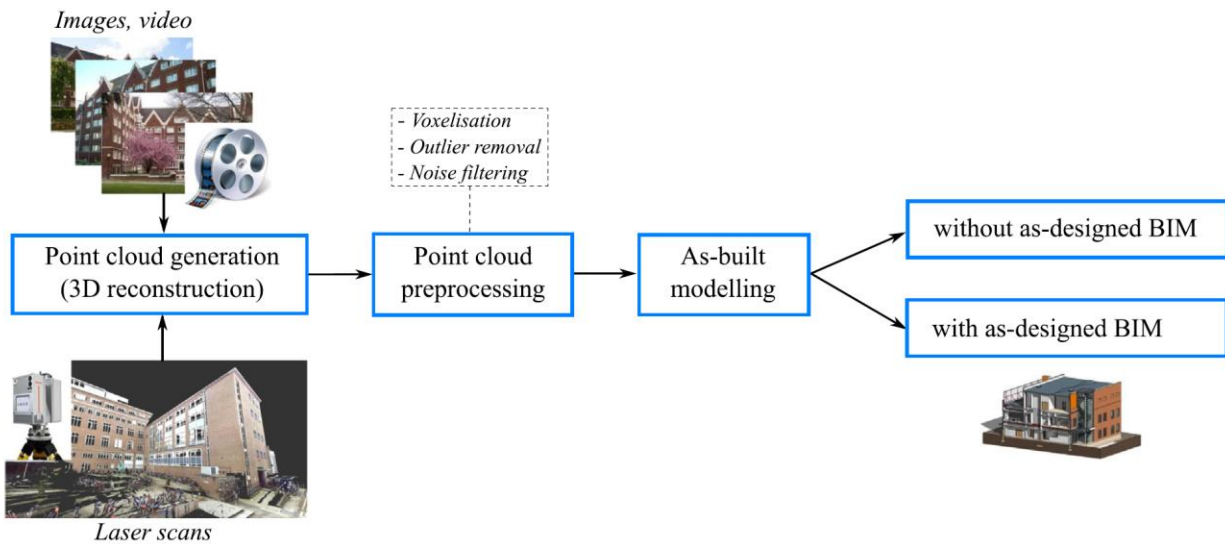 Images, video
- Voxelisation
- Outlier removal
- Noise filtering
Point cloud generation
(3D reconstruction)
Point cloud
preprocessing
As-built
modelling
without as-designed BIM
with as-designed BIM
Laser scans